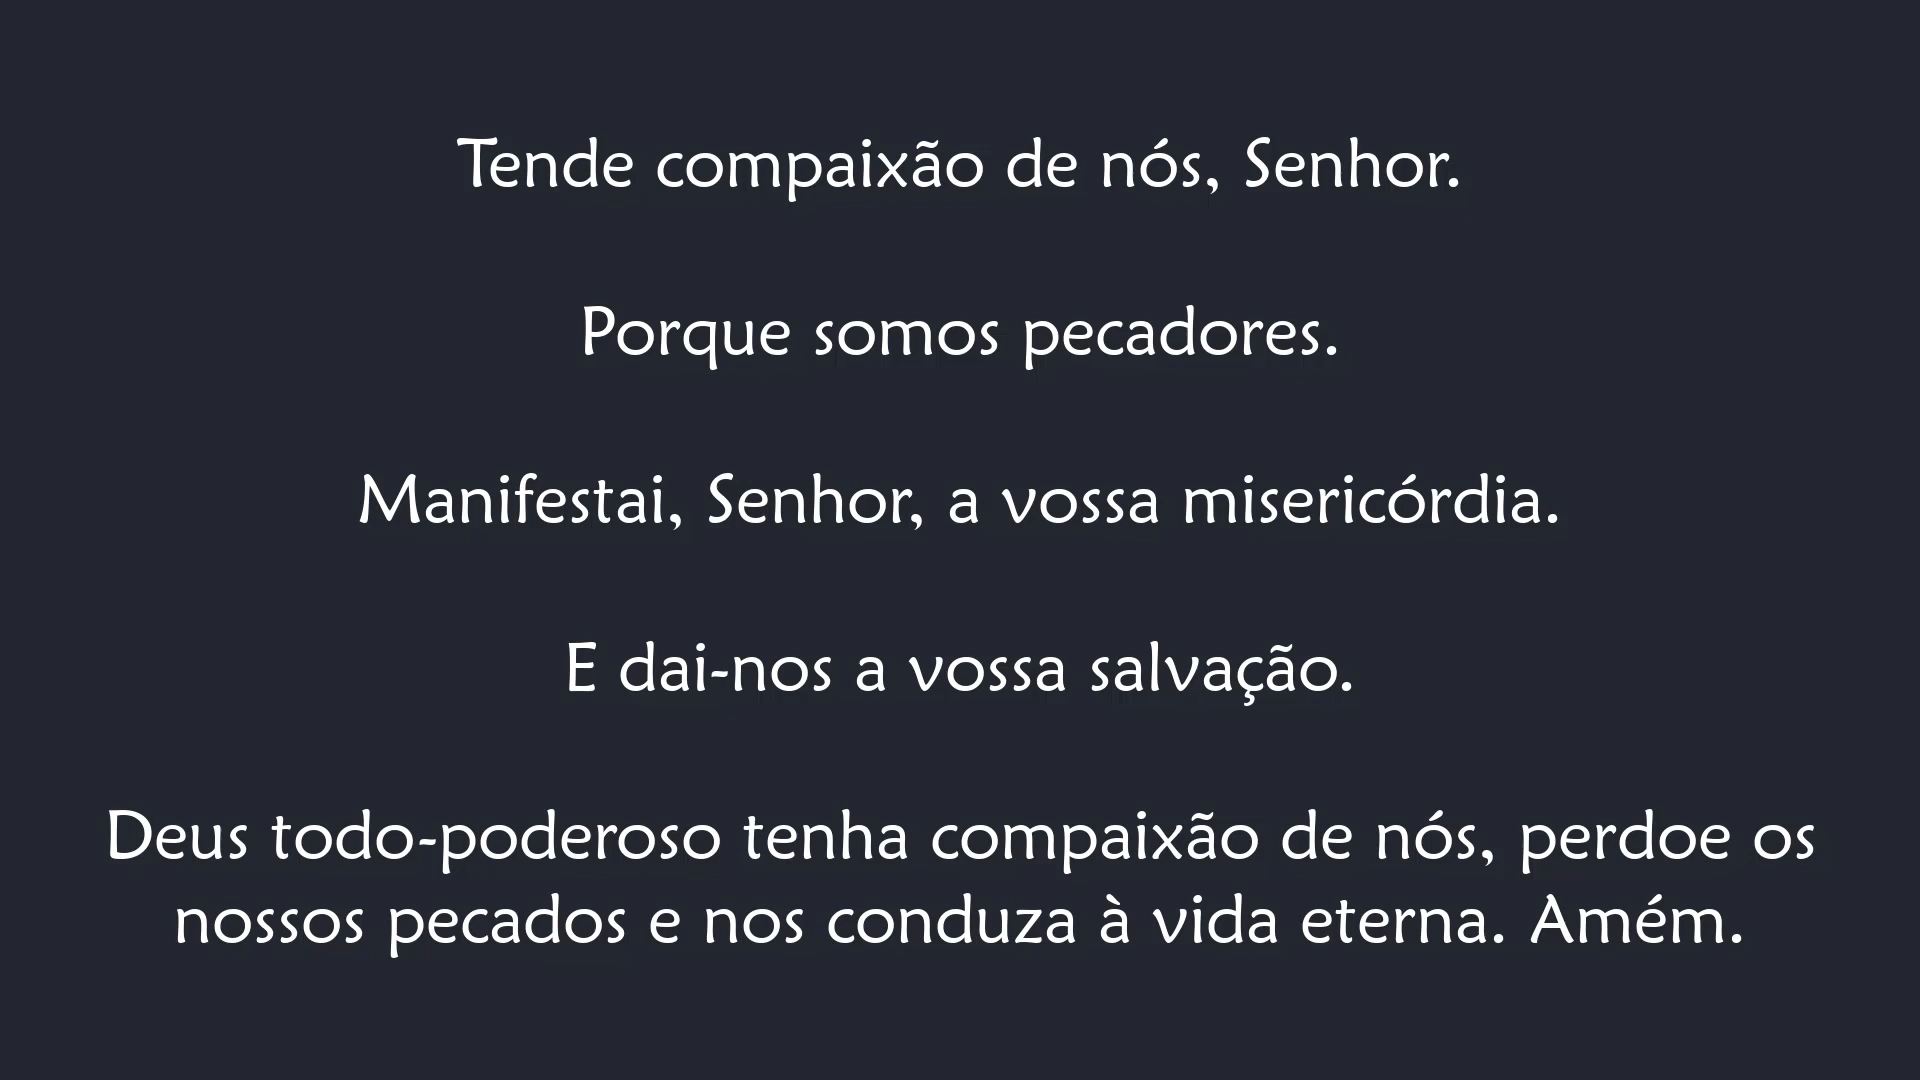 Tende compaixão de nós, Senhor.
Porque somos pecadores.
Manifestai, Senhor, a vossa misericórdia.
E dai-nos a vossa salvação.
Deus todo-poderoso tenha compaixão de nós, perdoe os
nossos pecados e nos conduza à vida eterna. Amém.